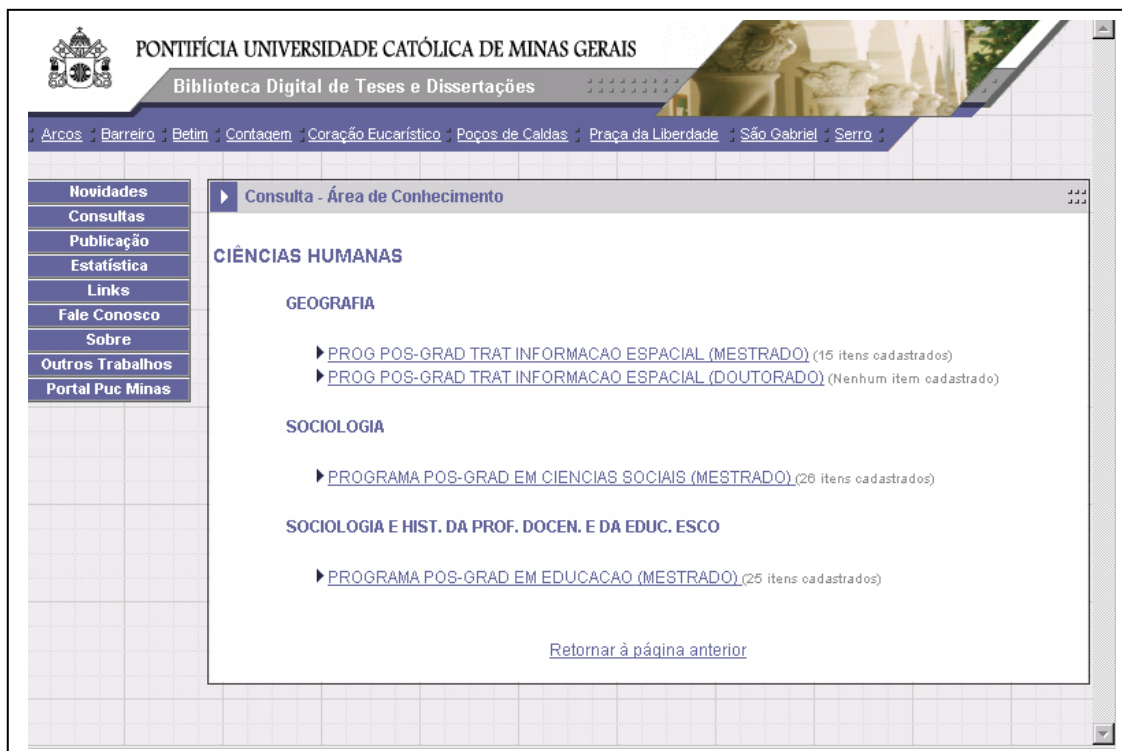 PONTIFÍCIA UNIVERSIDADE CATÓLICA DE MINAS GERAIS
Biblioteca Digital de Teses e Dissertações
Arcos Barreiro Betim Contagem Coração Eucarístico Poços de Caldas Praça da Liberdade São Gabriel Serro
Novidades
Consultas
Publicação
Estatística
Links
Fale Conosco
Sobre
Outros Trabalhos
Portal Puc Minas
Consulta - Área de Conhecimento
CIÊNCIAS HUMANAS
GEOGRAFIA
PROG POS-GRAD TRAT INFORMACAO ESPACIAL (MESTRADO) (15 itens cadastrados)
PROG POS-GRAD TRAT INFORMACAO ESPACIAL (DOUTORADO) (Nenhum item cadastrado)
SOCIOLOGIA
PROGRAMA POS-GRAD EM CIENCIAS SOCIAIS (MESTRADO) (26 itens cadastrados)
SOCIOLOGIA E HIST. DA PROF. DOCEN. E DA EDUC. ESCO
PROGRAMA POS-GRAD EM EDUCACAO (MESTRADO) (25 itens cadastrados)
Retornar à página anterior